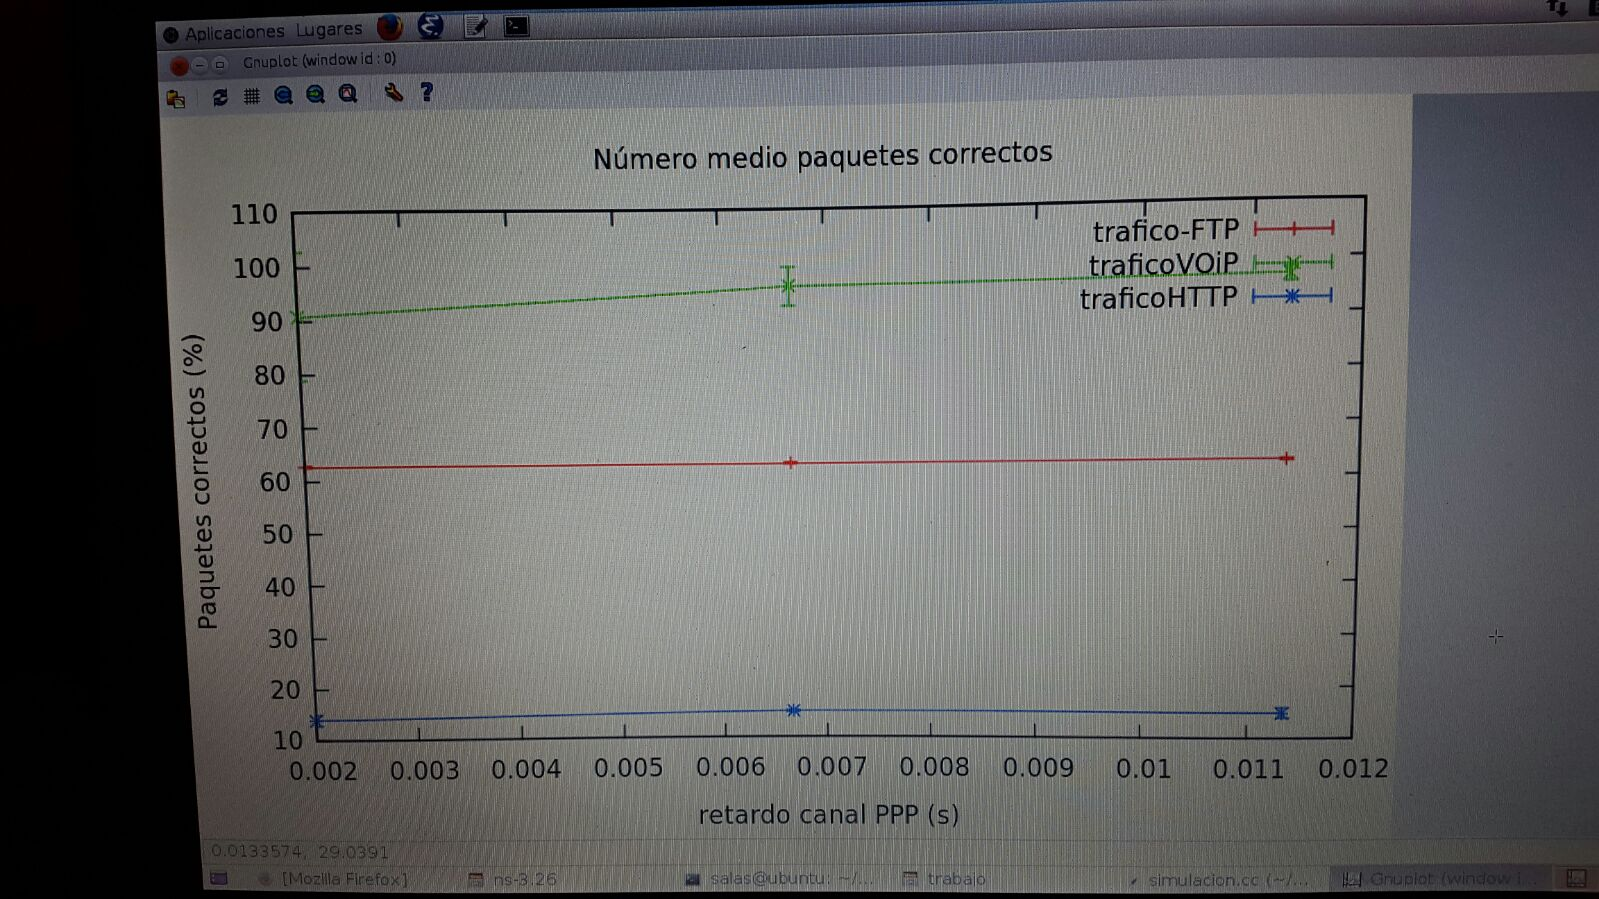 Aplicaciones Lugares
Gnuplot (window id : 0)
Número medio paquetes correctos
110
100
90
80
70
60
50
40
30
20
10
Paquetes correctos (%)
trafico-FTP
traficoVOiP
traficoHTTP
0.002 0.003 0.004 0.005 0.006 0.007 0.008 0.009 0.01 0.011 0.012
retardo canal PPP (s)
0.0133574, 29.0391
[Mozilla Firefox] ns-3.26 salas@ubuntu: ~/... trabajo simulacion.cc (~/... Gnuplot (window i...